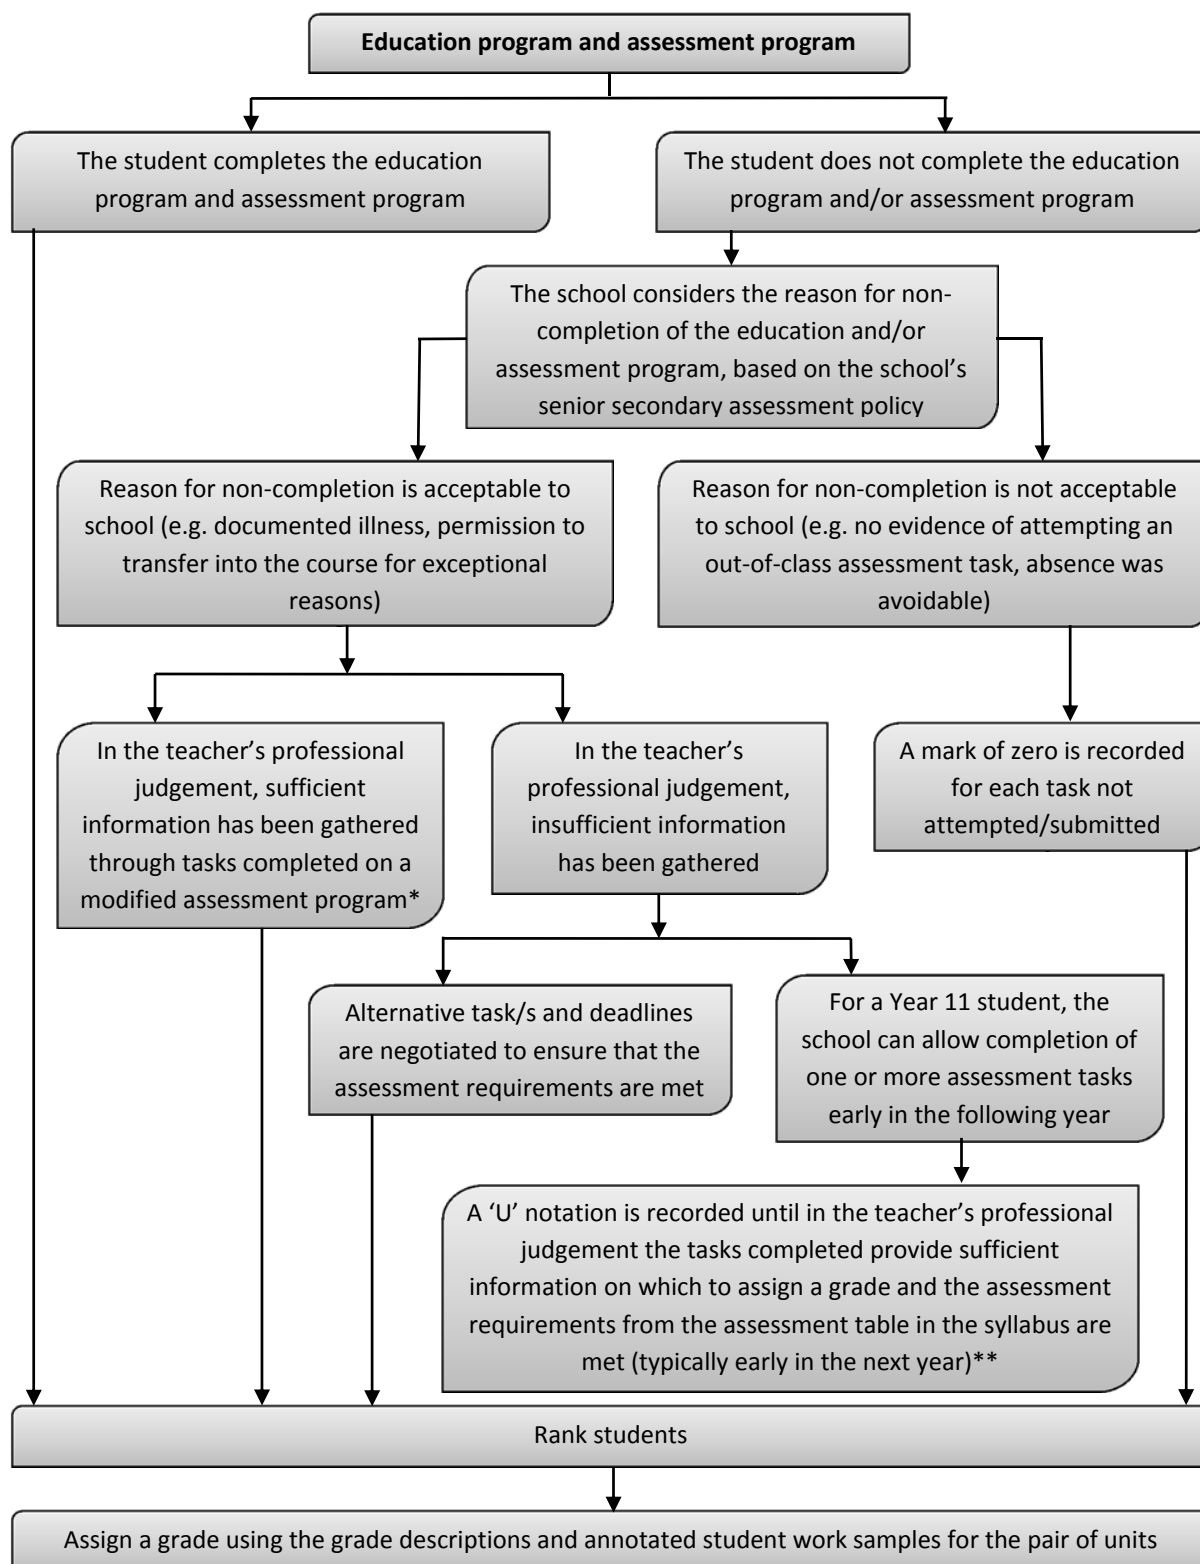 Education program and assessment program
The student completes the education
program and assessment program
The student does not complete the education
program and/or assessment program
The school considers the reason for non-
completion of the education and/or
assessment program, based on the school’s
senior secondary assessment policy
Reason for non-completion is acceptable to
school (e.g. documented illness, permission to
transfer into the course for exceptional
reasons)
Reason for non-completion is not acceptable
to school (e.g. no evidence of attempting an
out-of-class assessment task, absence was
avoidable)
In the teacher’s professional
judgement, sufficient
information has been gathered
through tasks completed on a
modified assessment program*
In the teacher’s
professional judgement,
insufficient information
has been gathered
A mark of zero is recorded
for each task not
attempted/submitted
Alternative task/s and deadlines
are negotiated to ensure that the
assessment requirements are met
For a Year 11 student, the
school can allow completion of
one or more assessment tasks
early in the following year
A ‘U’ notation is recorded until in the teacher’s professional
judgement the tasks completed provide sufficient
information on which to assign a grade and the assessment
requirements from the assessment table in the syllabus are
met (typically early in the next year)**
Rank students
Assign a grade using the grade descriptions and annotated student work samples for the pair of units